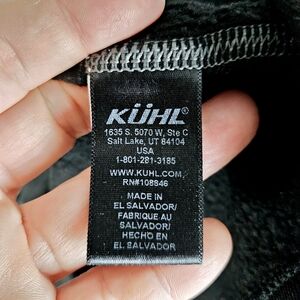 KÜHL®
1635 S. 5070 W, Ste C
Salt Lake, UT 84104
USA
1-801-281-3185
WWW.KUHL.COM
RN#108846
MADE IN
EL SALVADOR/
FABRIQUE AU
SALVADOR/
HECHO EN
EL SALVADOR